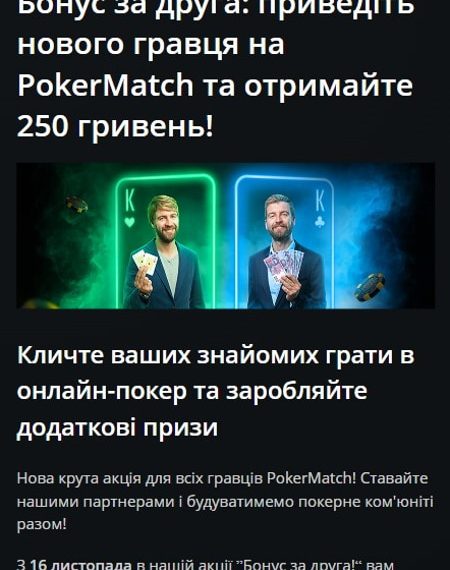 Бонус за друга: приведіть
нового гравця на
PokerMatch та отримайте
250 гривень!
K
K
Кличте ваших знайомих грати в
онлайн-покер та заробляйте
додаткові призи
Нова крута акція для всіх гравців PokerMatch! Ставайте
нашими партнерами і будуватимемо покерне ком'юніті
разом!
З 16 листопада в нашій акції ”Бонус за друга!“ вам